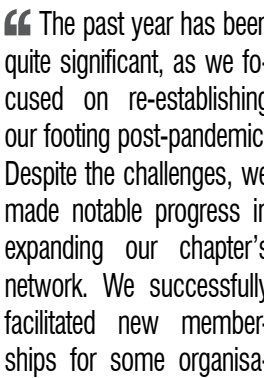 “ The past year has been
quite significant, as we fo-
cused on re-establishing
our footing post-pandemic.
Despite the challenges, we
made notable progress in
expanding our chapter's
network. We successfully
facilitated new member-
ships for some organisa-